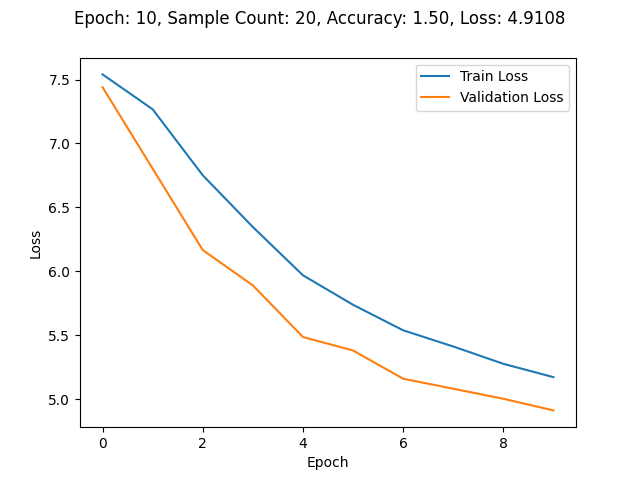 Epoch: 10, Sample Count: 20, Accuracy: 1.50, Loss: 4.9108
Train Loss
Validation Loss
7.5
7.0
6.5
6.0
5.5
5.0
Loss
0 2 4 6 8
Epoch